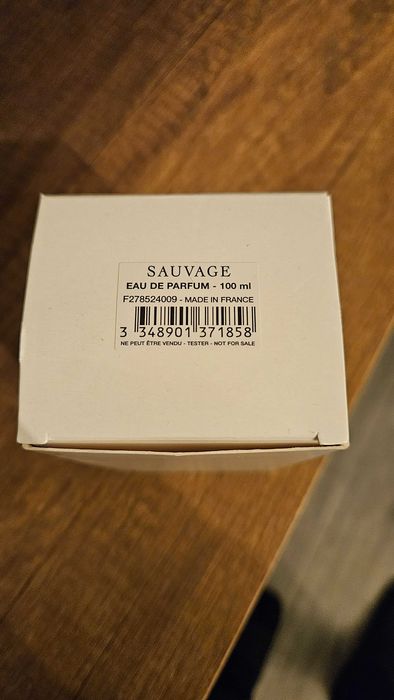 SAUVAGE
EAU DE PARFUM - 100 ml
F278524009 - MADE IN FRANCE
3 348901 371858
NE PEUT ÊTRE VENDU - TESTER - NOT FOR SALE